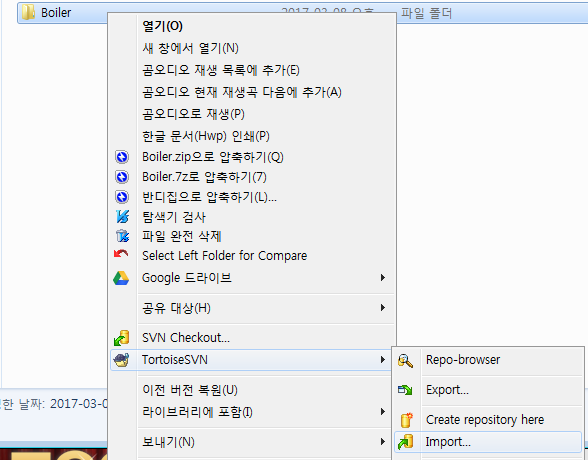 Boiler
2017-03-08 오후
파일 폴더
열기(O)
새 창에서 열기(N)
곰오디오 재생 목록에 추가(E)
곰오디오 현재 재생곡 다음에 추가(A)
곰오디오로 재생(P)
한글 문서(Hwp) 인쇄(P)
Boiler.zip으로 압축하기(Q)
Boiler.7z로 압축하기(7)
반디집으로 압축하기(L)...
탐색기 검사
파일 완전 삭제
Select Left Folder for Compare
Google 드라이브
공유 대상(H)
SVN Checkout...
TortoiseSVN
Repo-browser
이전 버전 복원(U)
Export...
한 날짜: 2017-03-0
라이브러리에 포함(I)
Create repository here
보내기(N)
Import...